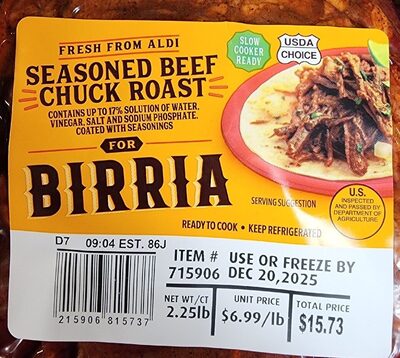 FRESH FROM ALDI
SEASONED BEEF
CHUCK ROAST
CONTAINS UP TO 17% SOLUTION OF WATER,
VINEGAR, SALT AND SODIUM PHOSPHATE.
COATED WITH SEASONINGS
FOR
BIRRIA
SLOW
COOKER
READY
USDA
CHOICE
SERVING SUGGESTION
U.S.
INSPECTED
AND PASSED BY
DEPARTMENT OF
AGRICULTURE
READY TO COOK • KEEP REFRIGERATED
D7 09:04 EST. 86J
ITEM # USE OR FREEZE BY
715906 DEC 20,2025
NET WT/CT UNIT PRICE TOTAL PRICE
2.25lb $6.99/lb $15.73
215906 815737